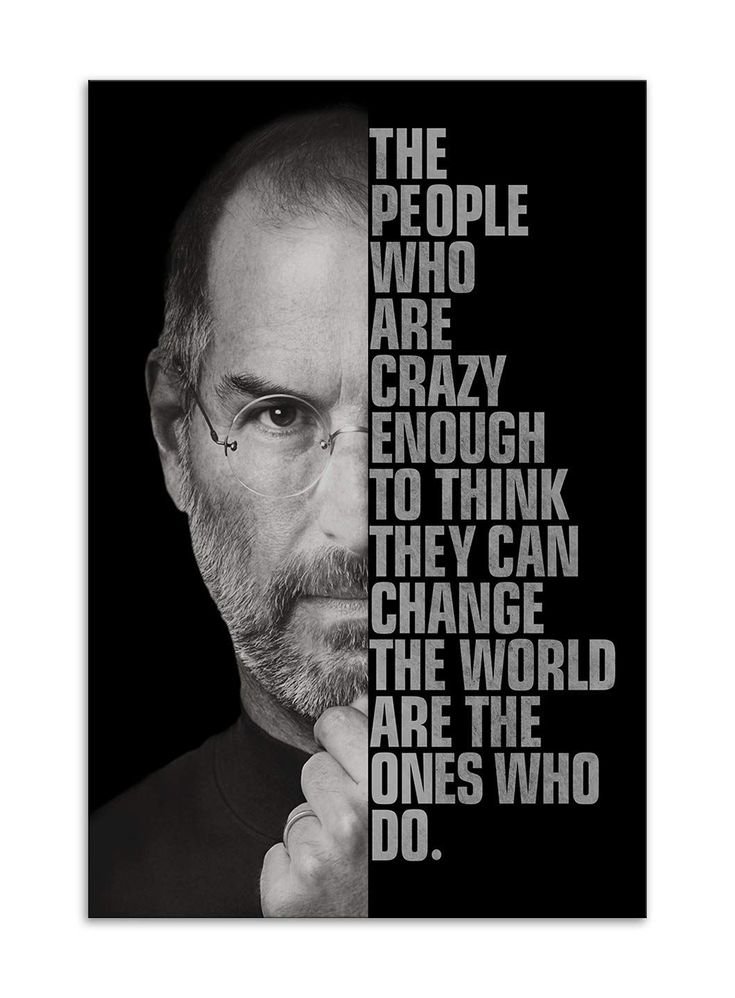 THE
PEOPLE
WHO
ARE
CRAZY
ENOUGH
TO THINK
THEY CAN
CHANGE
THE WORLD
ARE THE
ONES WHO
DO.